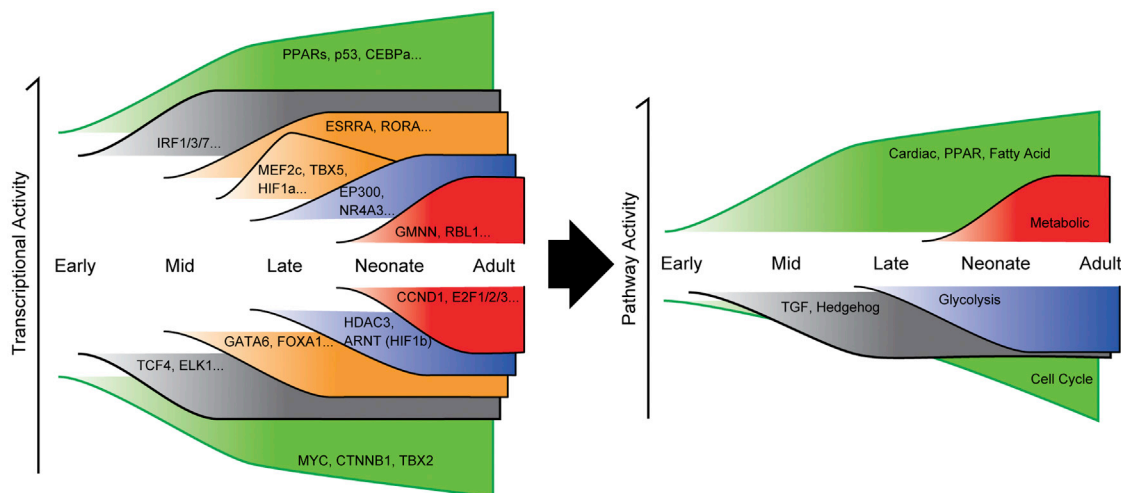 Transcriptional Activity
PPARs, p53, CEBPa...
IRF1/3/7...
ESRRA, RORA...
MEF2c, TBX5,
HIF1a...
EP300,
NR4A3...
GMNN, RBL1...
Early Mid Late Neonate Adult
CCND1, E2F1/2/3...
HDAC3,
ARNT (HIF1b)
GATA6, FOXA1...
TCF4, ELK1...
MYC, CTNNB1, TBX2
Pathway Activity
Cardiac, PPAR, Fatty Acid
Metabolic
Early Mid Late Neonate Adult
TGF, Hedgehog
Glycolysis
Cell Cycle